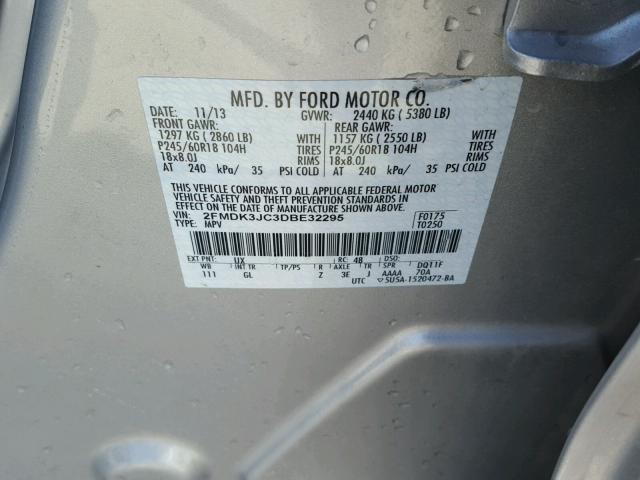 MFD. BY FORD MOTOR CO.
DATE: 11/13 GVWR: 2440 KG ( 5380 LB)
FRONT GAWR: REAR GAWR:
1297 KG ( 2860 LB) WITH 1157 KG ( 2550 LB) WITH
P245/60R18 104H TIRES P245/60R18 104H TIRES
18x8.0J RIMS 18x8.0J RIMS
AT 240 kPa/ 35 PSI COLD AT 240 kPa/ 35 PSI COLD
THIS VEHICLE CONFORMS TO ALL APPLICABLE FEDERAL MOTOR
VEHICLE SAFETY AND THEFT PREVENTION STANDARDS IN
EFFECT ON THE DATE OF MANUFACTURE SHOWN ABOVE.
VIN: 2FMDK3JC3DBE32295 F0175
TYPE: MPV T0250
EXT PNT: UX RC: 48 DSO:
WB INT TR TP/PS R AXLE TR SPR DQ11F
111 GL Z 3E J AAAA 70A
UTC ▽5U5A-1520472-BA